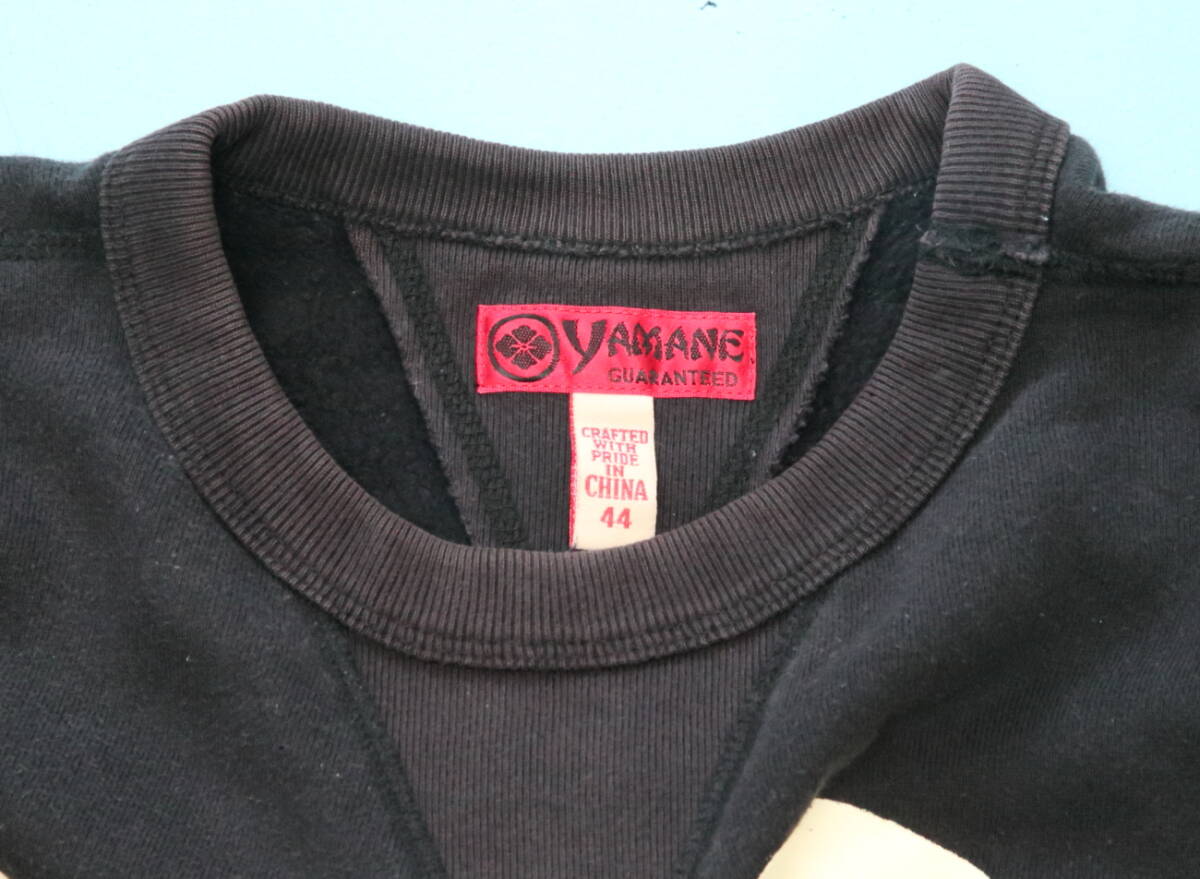 YAMANE
GUARANTEED
CRAFTED
WITH
PRIDE
IN
CHINA
44